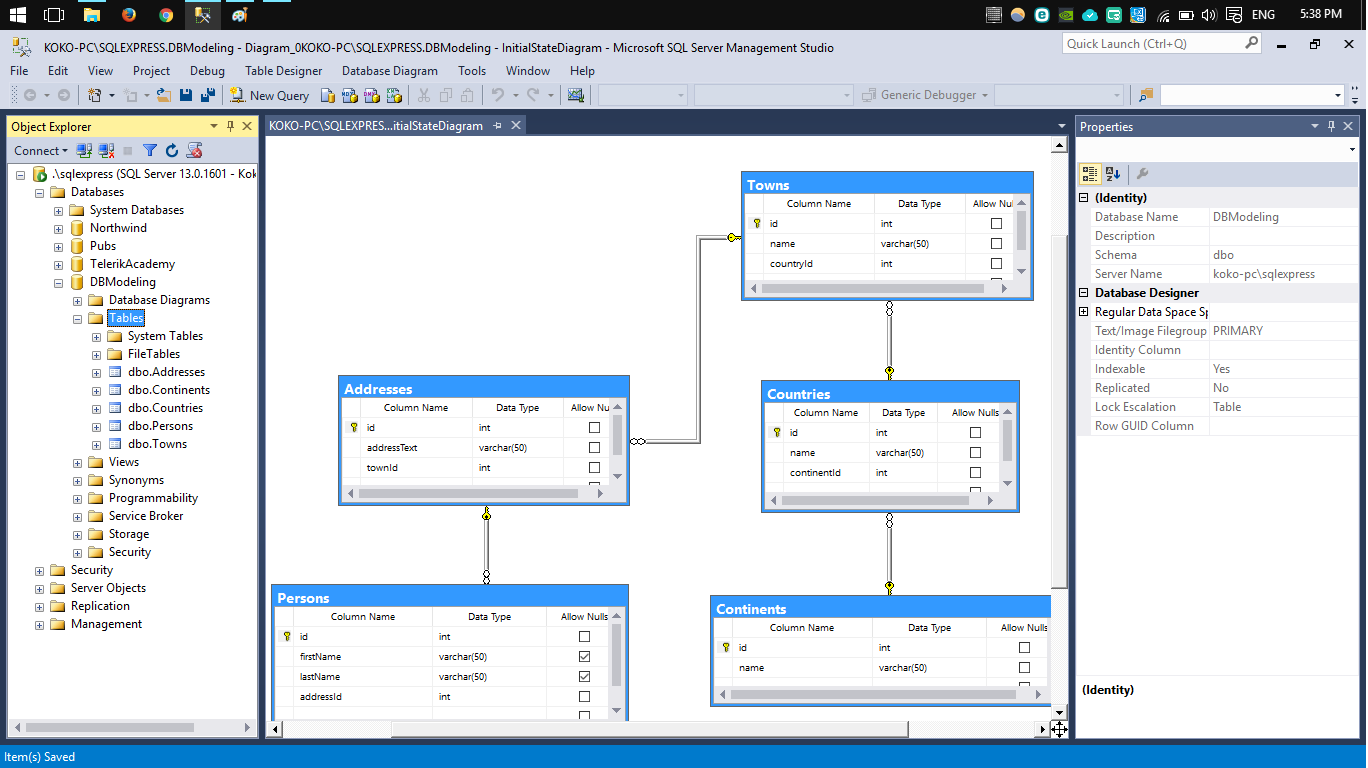 ENG 5:38 PM
KOKO-PC\SQLEXPRESS.DBModeling - Diagram_0KOKO-PC\SQLEXPRESS.DBModeling - InitialStateDiagram - Microsoft SQL Server Management Studio
Quick Launch (Ctrl+Q)
File Edit View Project Debug Table Designer Database Diagram Tools Window Help
New Query Generic Debugger
Object Explorer
Connect
.\sqlexpress (SQL Server 13.0.1601 - Kok
Databases
System Databases
Northwind
Pubs
TelerikAcademy
DBModeling
Database Diagrams
Tables
System Tables
FileTables
dbo.Addresses
dbo.Continents
dbo.Countries
dbo.Persons
dbo.Towns
Views
Synonyms
Programmability
Service Broker
Storage
Security
Security
Server Objects
Replication
Management
KOKO-PC\SQLEXPRES...itialStateDiagram
Towns
Column Name Data Type Allow Nul
id int
name varchar(50)
countryId int
Addresses
Column Name Data Type Allow Nu
id int
addressText varchar(50)
townId int
Countries
Column Name Data Type Allow Nulls
id int
name varchar(50)
continentId int
Persons
Column Name Data Type Allow Nulls
id int
firstName varchar(50)
lastName varchar(50)
addressId int
Continents
Column Name Data Type Allow Nulls
id int
name varchar(50)
Properties
(Identity)
Database Name DBModeling
Description
Schema dbo
Server Name koko-pc\sqlexpress
Database Designer
Regular Data Space Sp
Text/Image Filegroup PRIMARY
Identity Column
Indexable Yes
Replicated No
Lock Escalation Table
Row GUID Column
(Identity)
Item(s) Saved